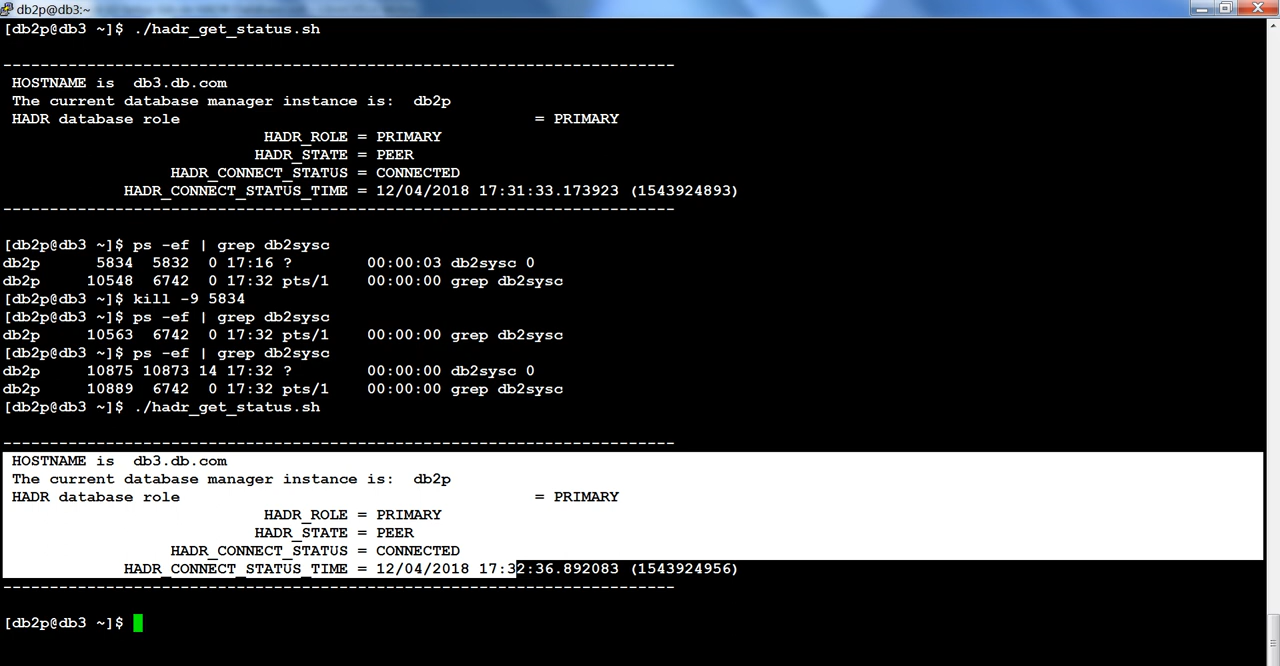 db2p@db3:~
[db2p@db3 ~]$ ./hadr_get_status.sh
------------------------------------------------------------------------
HOSTNAME is  db3.db.com
The current database manager instance is:  db2p
HADR database role                                      = PRIMARY
HADR_ROLE = PRIMARY
HADR_STATE = PEER
HADR_CONNECT_STATUS = CONNECTED
HADR_CONNECT_STATUS_TIME = 12/04/2018 17:31:33.173923 (1543924893)
------------------------------------------------------------------------
[db2p@db3 ~]$ ps -ef | grep db2sysc
db2p      5834  5832  0 17:16 ?        00:00:03 db2sysc 0
db2p     10548  6742  0 17:32 pts/1    00:00:00 grep db2sysc
[db2p@db3 ~]$ kill -9 5834
[db2p@db3 ~]$ ps -ef | grep db2sysc
db2p     10563  6742  0 17:32 pts/1    00:00:00 grep db2sysc
[db2p@db3 ~]$ ps -ef | grep db2sysc
db2p     10875 10873 14 17:32 ?        00:00:00 db2sysc 0
db2p     10889  6742  0 17:32 pts/1    00:00:00 grep db2sysc
[db2p@db3 ~]$ ./hadr_get_status.sh
------------------------------------------------------------------------
HOSTNAME is  db3.db.com
The current database manager instance is:  db2p
HADR database role                                      = PRIMARY
HADR_ROLE = PRIMARY
HADR_STATE = PEER
HADR_CONNECT_STATUS = CONNECTED
HADR_CONNECT_STATUS_TIME = 12/04/2018 17:32:36.892083 (1543924956)
------------------------------------------------------------------------
[db2p@db3 ~]$